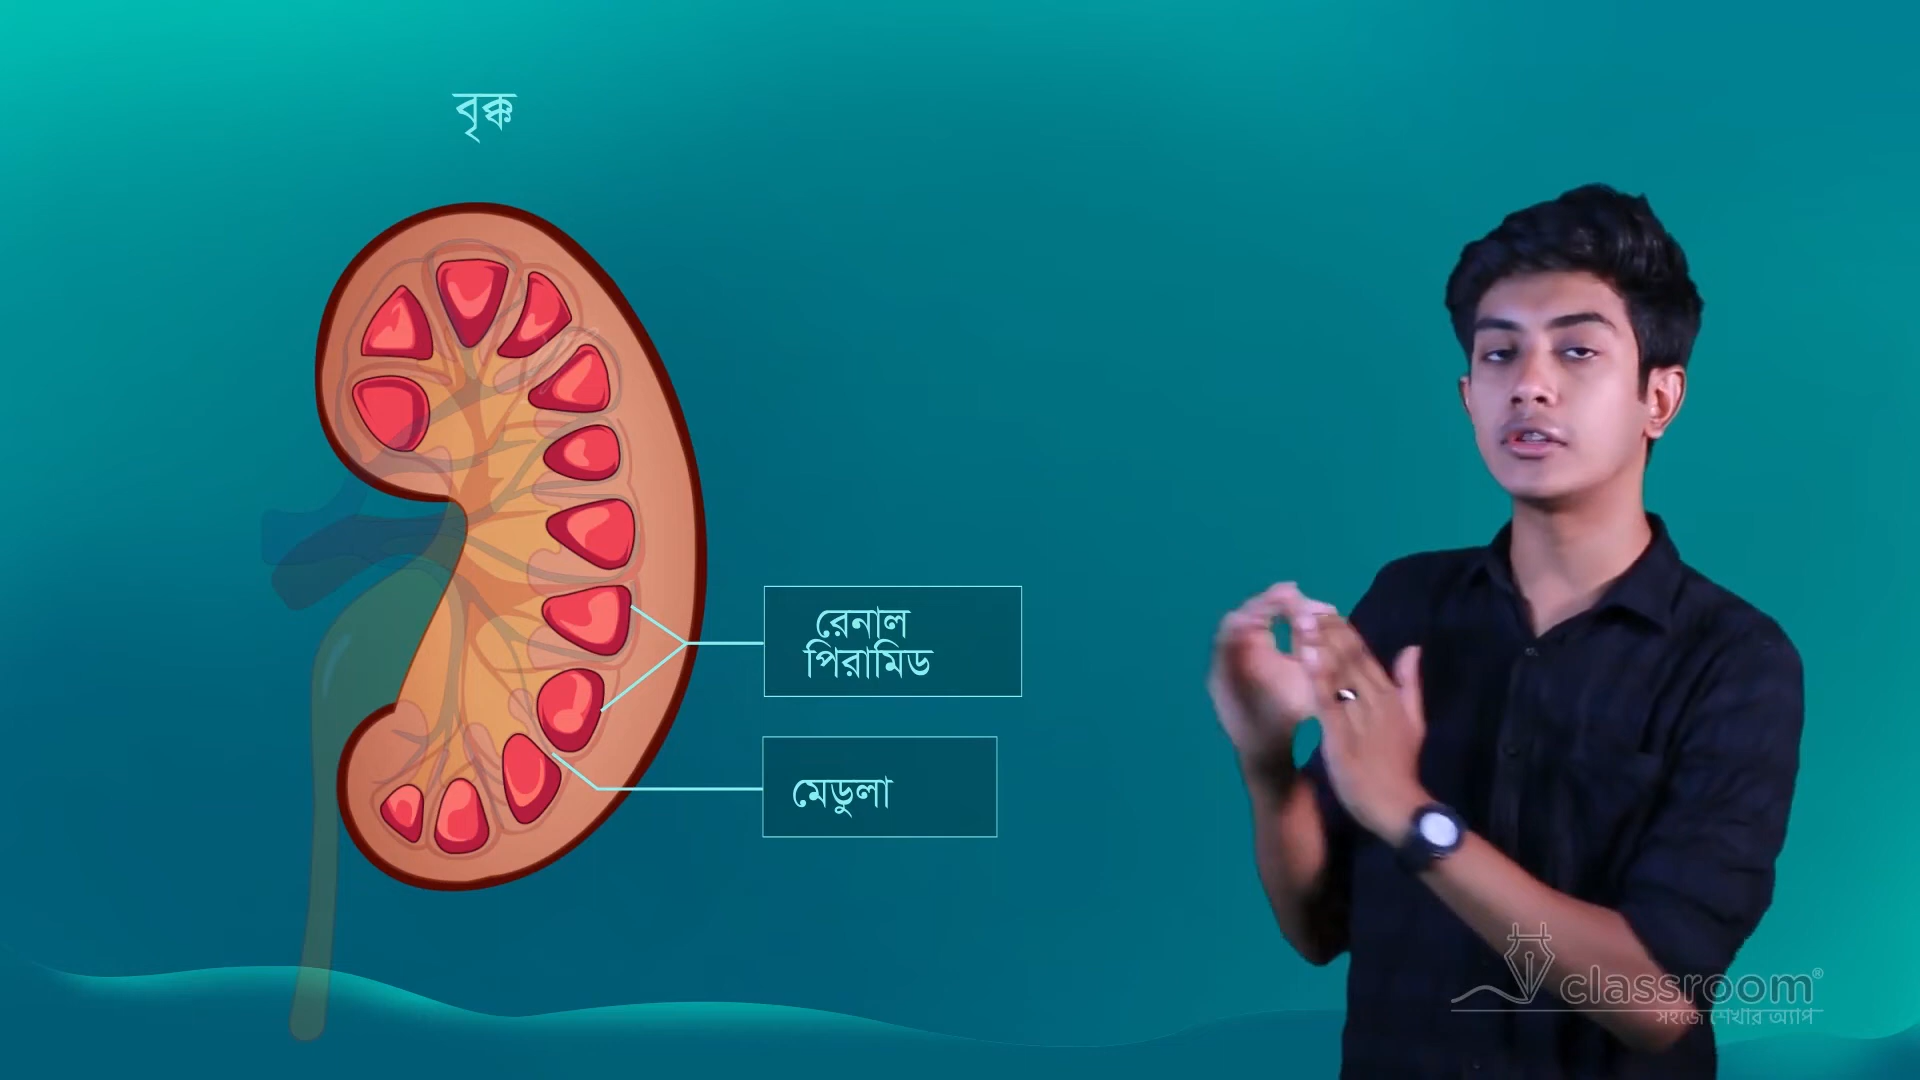 বৃক্ক
রেনাল
পিরামিড
মেডুলা
classroom®
সহজে শেখার অ্যাপ